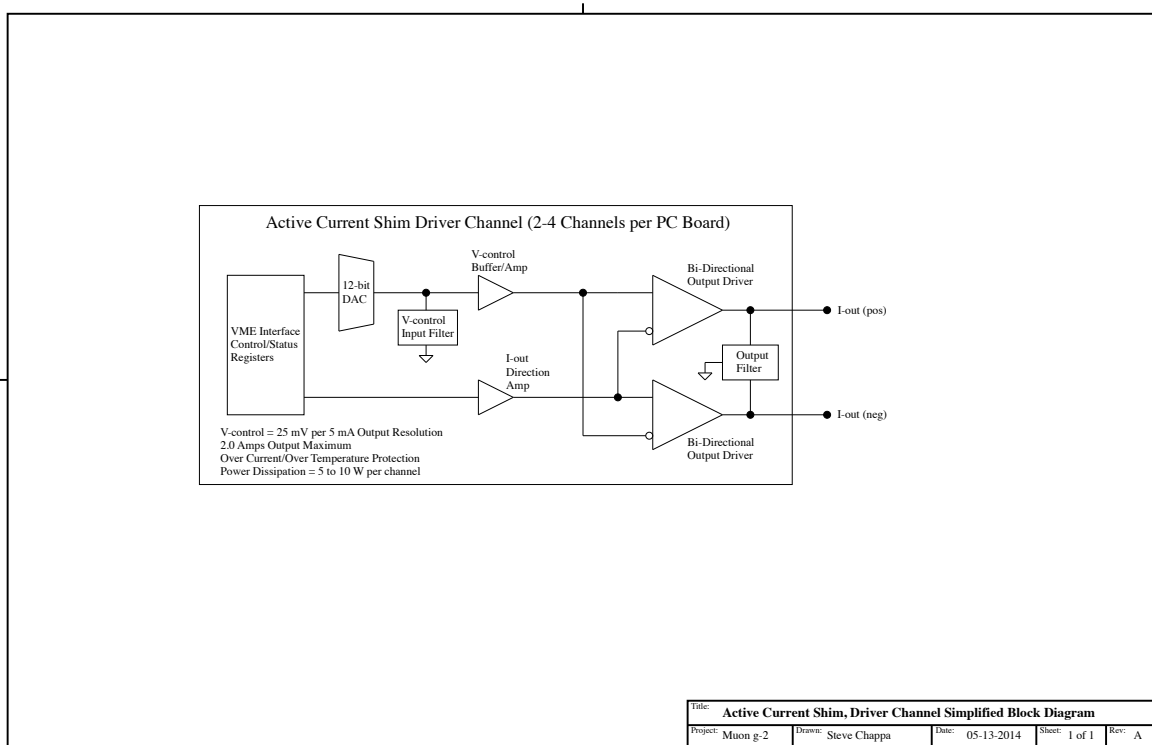 Active Current Shim Driver Channel (2-4 Channels per PC Board)
V-control
Buffer/Amp
Bi-Directional
Output Driver
12-bit
DAC
I-out (pos)
V-control
Input Filter
VME Interface
Control/Status
Registers
I-out
Direction
Amp
Output
Filter
I-out (neg)
V-control = 25 mV per 5 mA Output Resolution
2.0 Amps Output Maximum
Over Current/Over Temperature Protection
Power Dissipation = 5 to 10 W per channel
Bi-Directional
Output Driver
Title: Active Current Shim, Driver Channel Simplified Block Diagram
Project: Muon g-2 Drawn: Steve Chappa Date: 05-13-2014 Sheet: 1 of 1 Rev: A